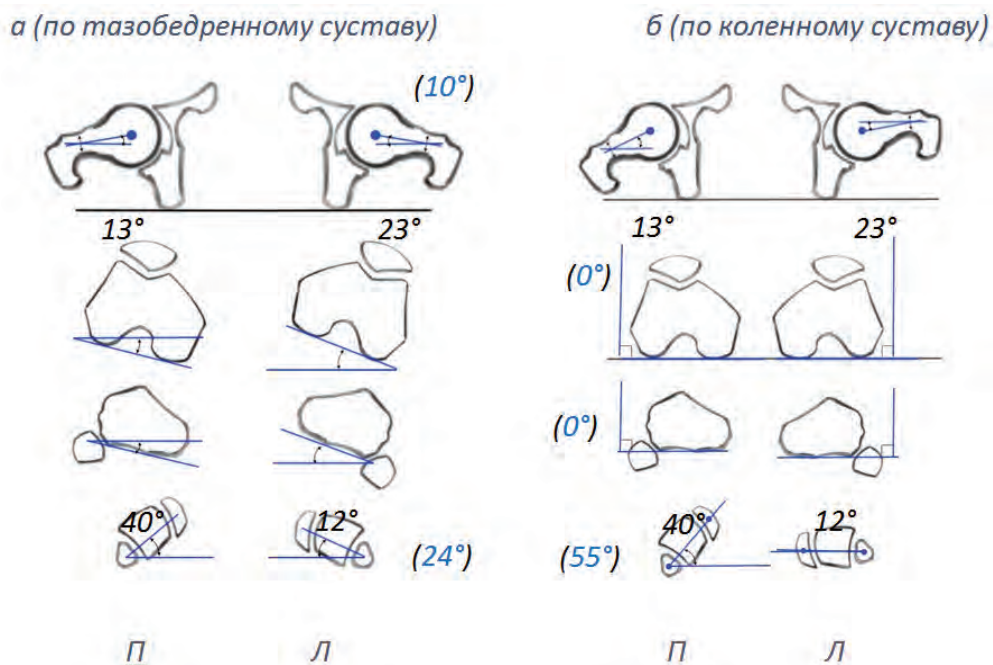 а (по тазобедренному суставу)
б (по коленному суставу)
(10°)
13°
23°
13°
23°
(0°)
(0°)
40°
12°
(24°)
(55°)
40°
12°
П
Л
П
Л